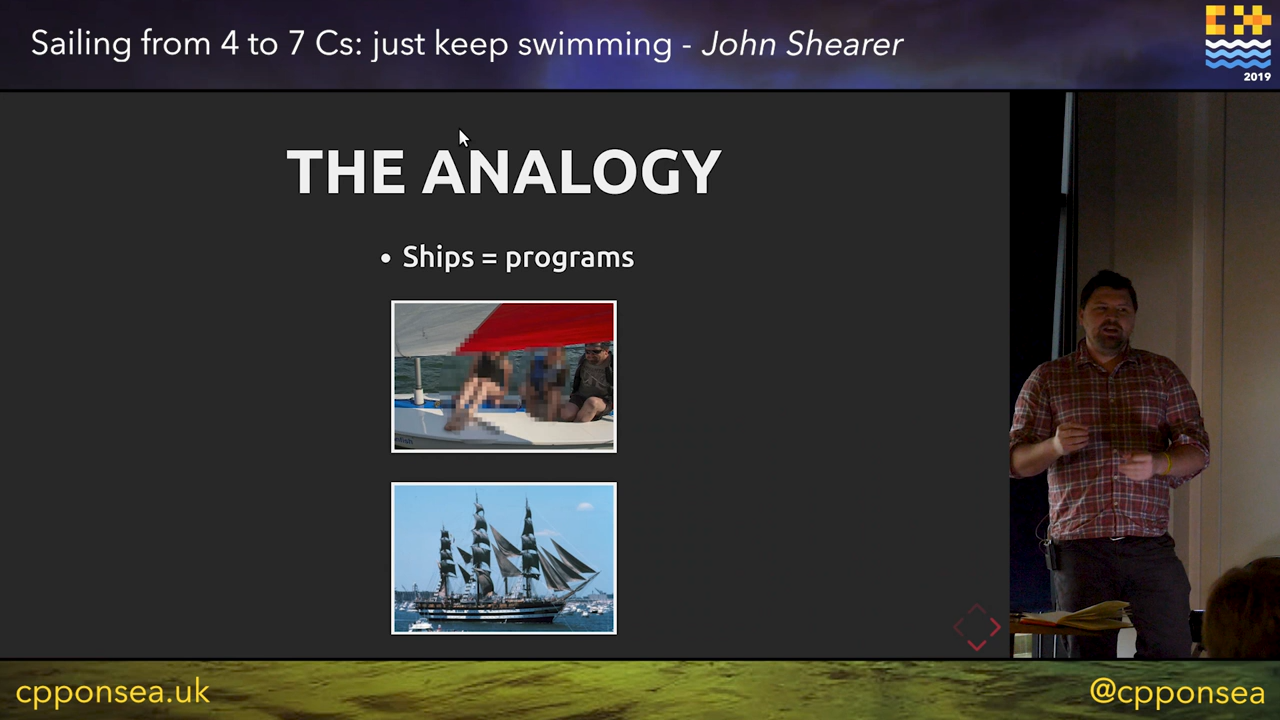 Sailing from 4 to 7 Cs: just keep swimming - John Shearer
2019
THE ANALOGY
• Ships = programs
cpponsea.uk
@cpponsea